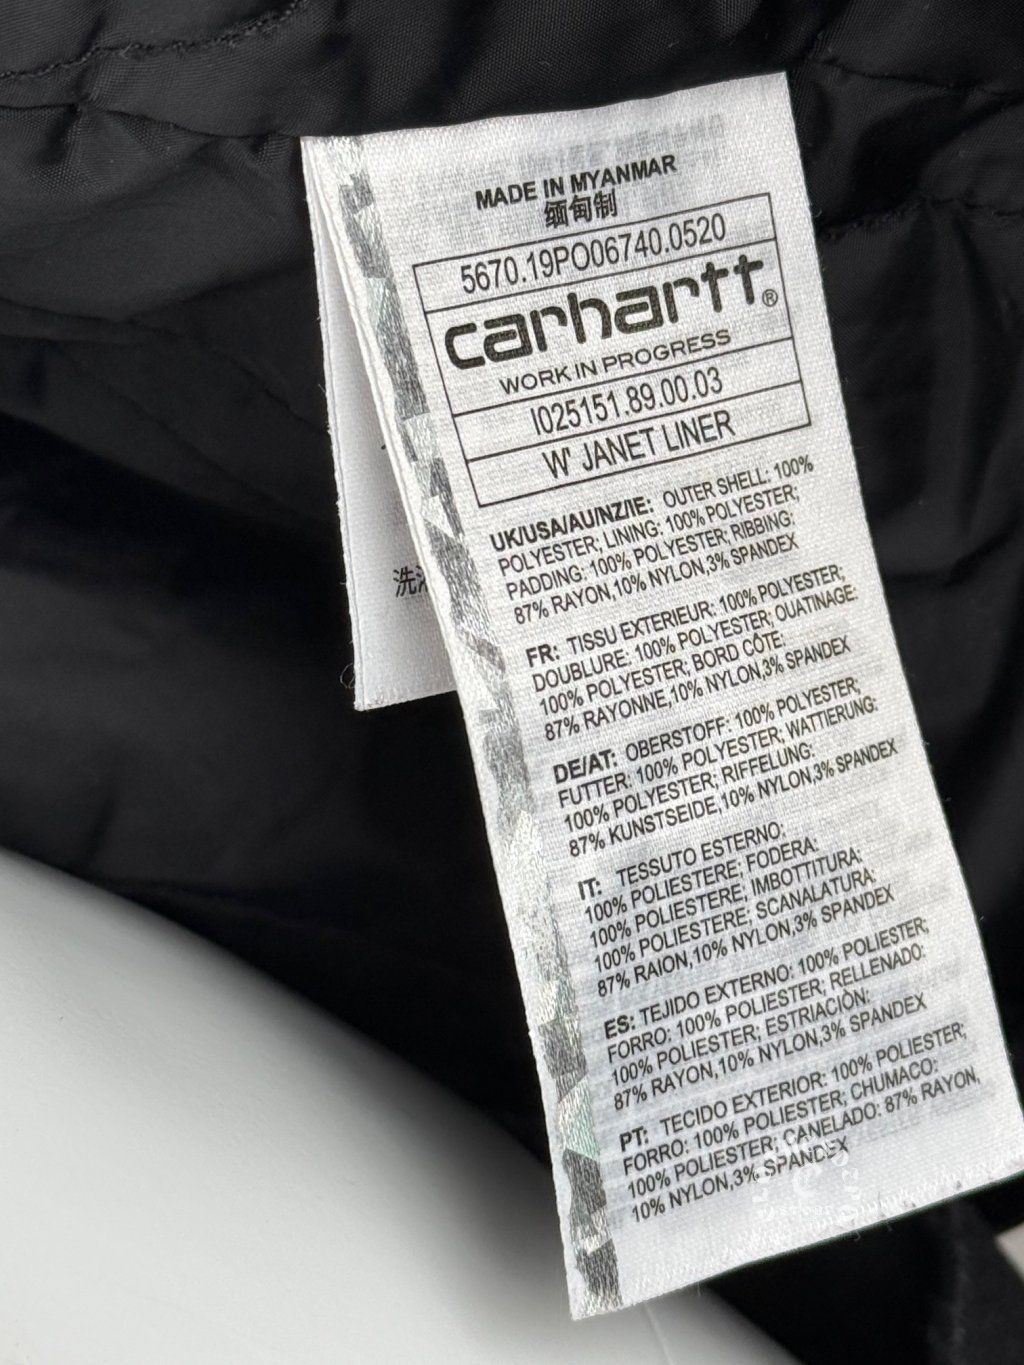 MADE IN MYANMAR
缅甸制
5670.19PO06740.0520
carhartt®
WORK IN PROGRESS
I025151.89.00.03
W' JANET LINER
UK/USA/AU/NZ/IE: OUTER SHELL: 100%
POLYESTER; LINING: 100% POLYESTER;
PADDING: 100% POLYESTER; RIBBING:
87% RAYON,10% NYLON,3% SPANDEX
FR: TISSU EXTERIEUR: 100% POLYESTER;
DOUBLURE: 100% POLYESTER; OUATINAGE:
100% POLYESTER; BORD CÔTE:
87% RAYONNE,10% NYLON,3% SPANDEX
DE/AT: OBERSTOFF: 100% POLYESTER;
FUTTER: 100% POLYESTER; WATTIERUNG:
100% POLYESTER; RIFFELUNG:
87% KUNSTSEIDE,10% NYLON,3% SPANDEX
IT: TESSUTO ESTERNO:
100% POLIESTERE; FODERA:
100% POLIESTERE; IMBOTTITURA:
100% POLIESTERE; SCANALATURA:
87% RAION,10% NYLON,3% SPANDEX
ES: TEJIDO EXTERNO: 100% POLIESTER;
FORRO: 100% POLIESTER; RELLENADO:
100% POLIESTER; ESTRIACIÒN:
87% RAYON,10% NYLON,3% SPANDEX
PT: TECIDO EXTERIOR: 100% POLIESTER;
FORRO: 100% POLIESTER; CHUMACO:
100% POLIESTER; CANELADO: 87% RAYON,
10% NYLON,3% SPANDEX
洗